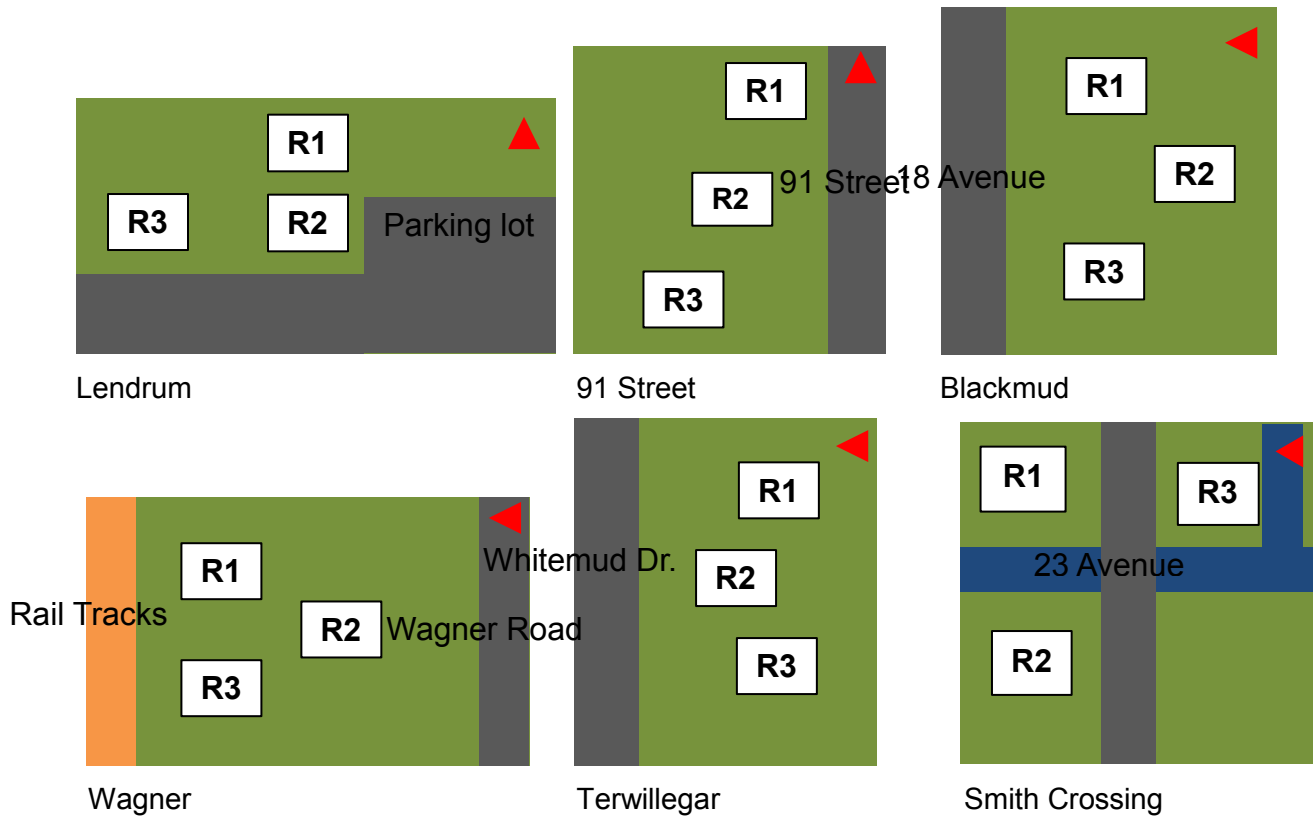 R1
R3
R2
Parking lot
Lendrum
R1
R2
91 Street
R3
91 Street
R1
18 Avenue
R2
R3
Blackmud
R1
Rail Tracks
R2
Wagner Road
R3
Wagner
R1
Whitemud Dr.
R2
R3
Terwillegar
R1
R3
23 Avenue
R2
Smith Crossing